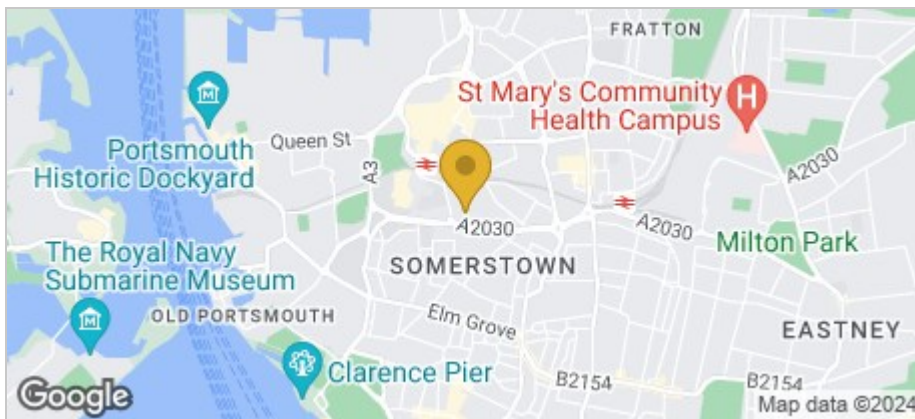 FRATTON
St Mary's Community
Health Campus
H
Queen St
Portsmouth
Historic Dockyard
A3
A2030
A2030
A2030
Milton Park
The Royal Navy
Submarine Museum
SOMERSTOWN
OLD PORTSMOUTH
Elm Grove
EASTNEY
Clarence Pier
B2154
B2154
Google
Map data ©2024